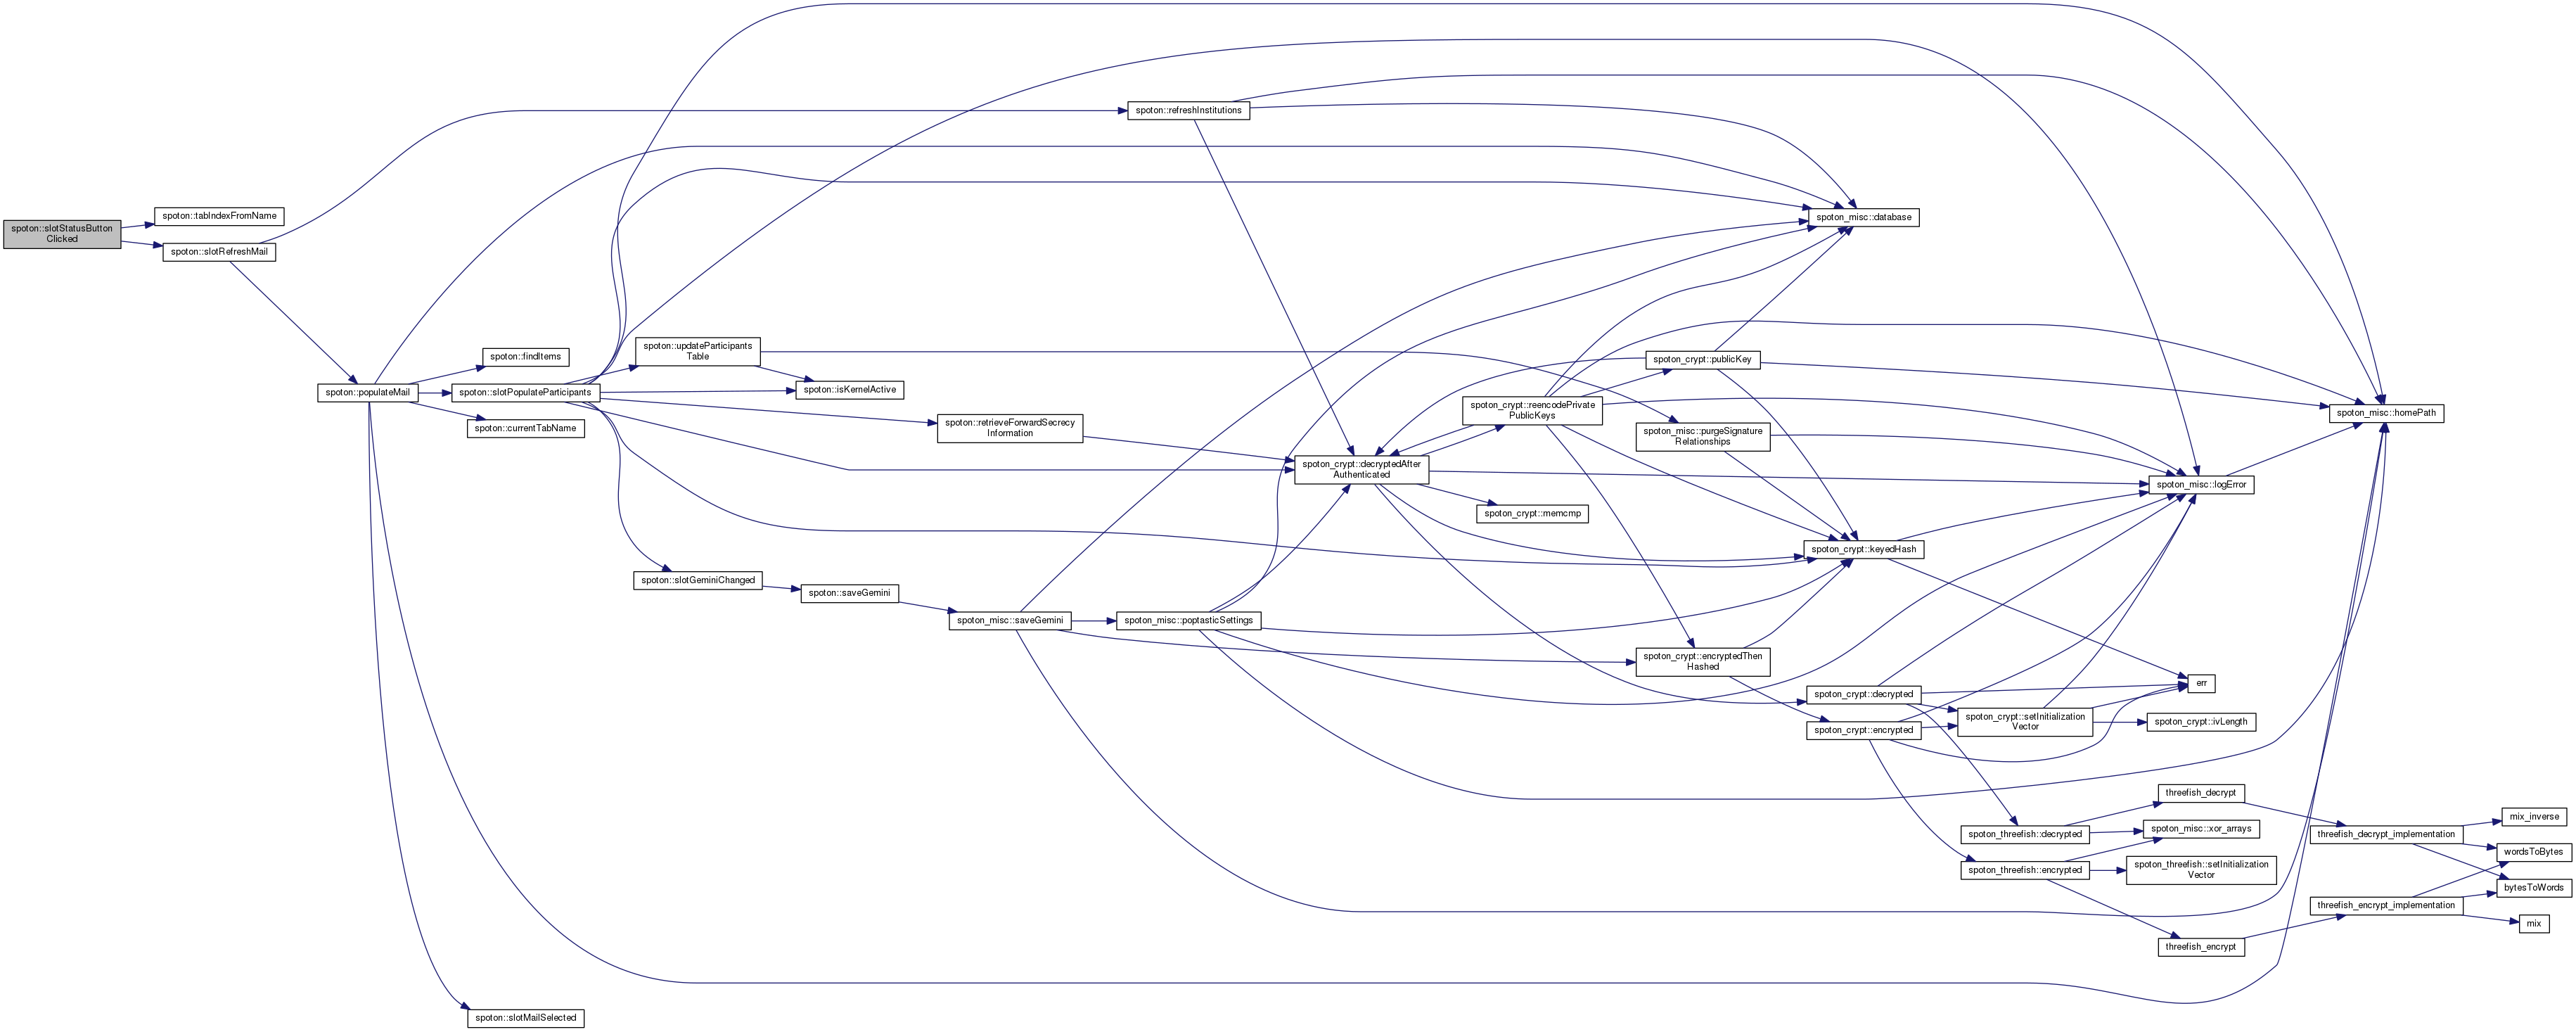 spoton::slotStatusButton
Clicked
spoton::tabIndexFromName
spoton::slotRefreshMail
spoton::populateMail
spoton::findItems
spoton::slotPopulateParticipants
spoton::currentTabName
spoton::slotMailSelected
spoton::updateParticipants
Table
spoton::isKernelActive
spoton::retrieveForwardSecrecy
Information
spoton::slotGeminiChanged
spoton::saveGemini
spoton_misc::saveGemini
spoton::refreshInstitutions
spoton_misc::poptasticSettings
spoton_crypt::decryptedAfter
Authenticated
spoton_crypt::reencodePrivate
PublicKeys
spoton_crypt::memcmp
spoton_crypt::publicKey
spoton_misc::purgeSignature
Relationships
spoton_crypt::encryptedThen
Hashed
spoton_misc::database
spoton_crypt::keyedHash
spoton_crypt::decrypted
spoton_crypt::encrypted
spoton_crypt::setInitialization
Vector
spoton_threefish::decrypted
spoton_threefish::encrypted
spoton_misc::homePath
spoton_misc::logError
err
spoton_crypt::ivLength
threefish_decrypt
spoton_misc::xor_arrays
spoton_threefish::setInitialization
Vector
threefish_encrypt
threefish_decrypt_implementation
threefish_encrypt_implementation
mix_inverse
wordsToBytes
bytesToWords
mix